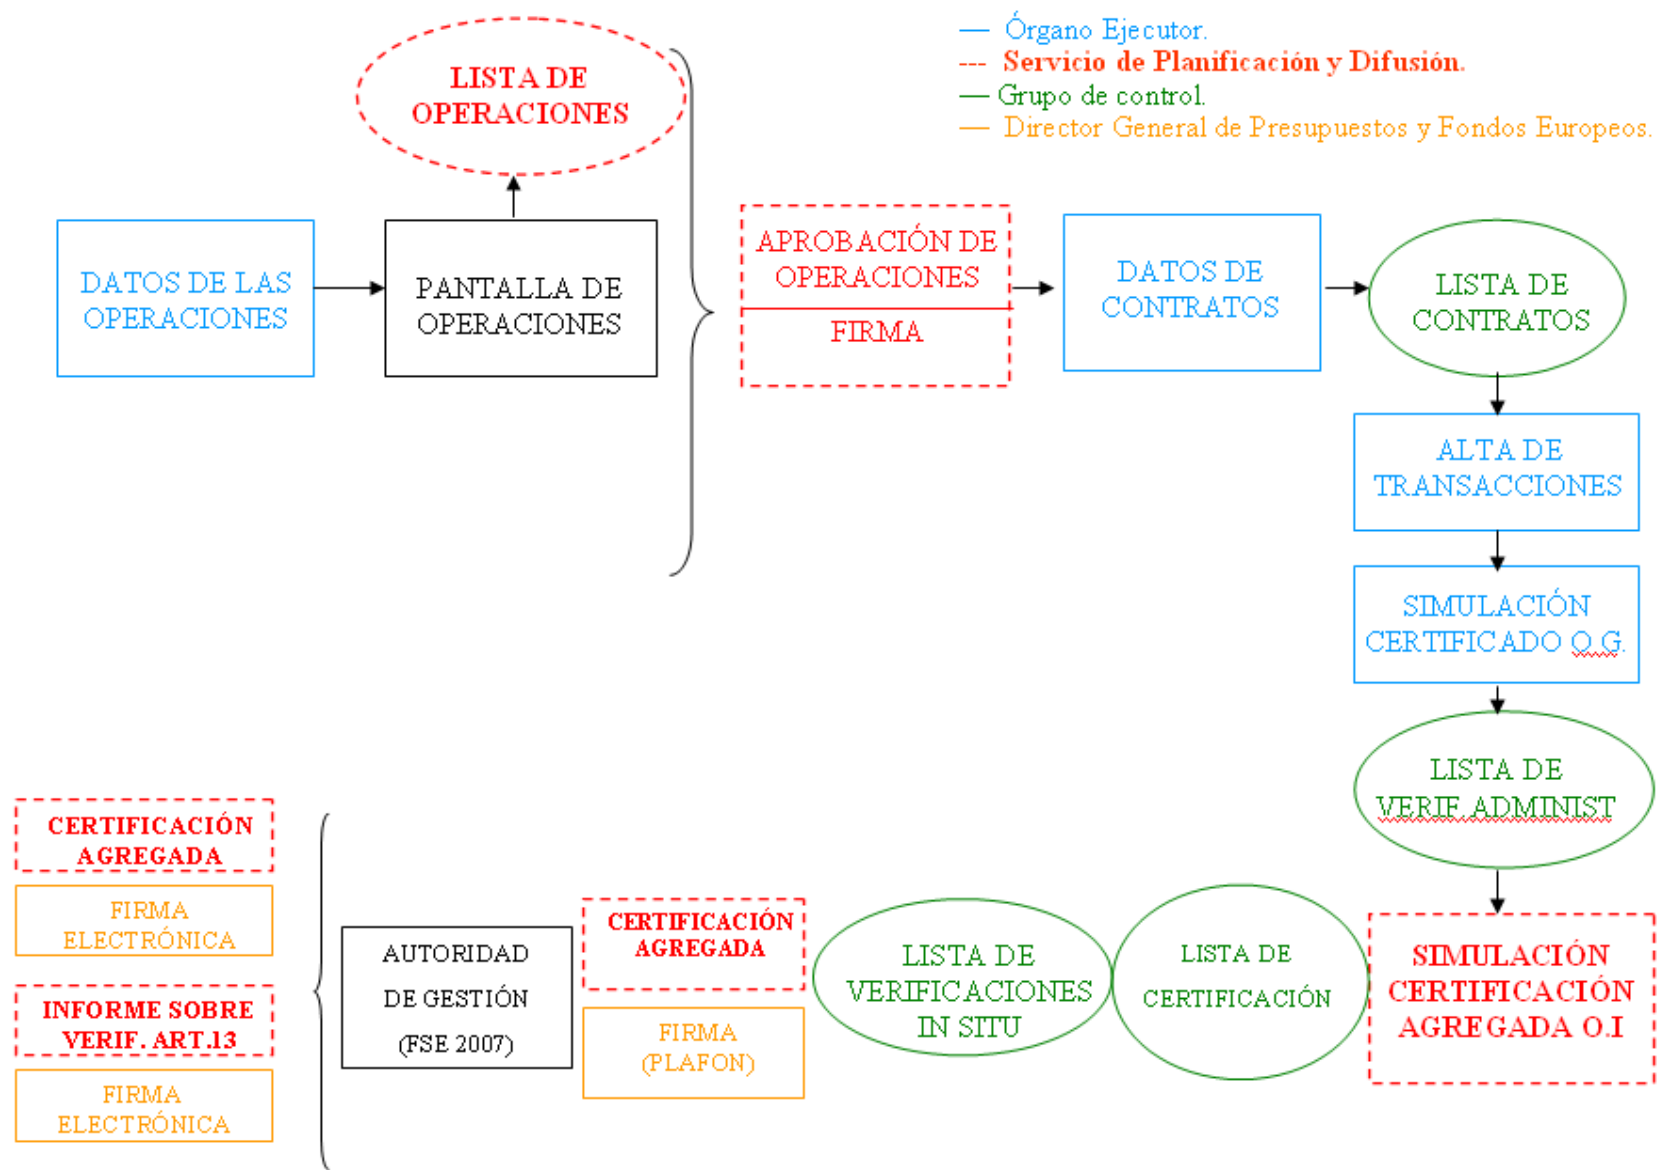 — Órgano Ejecutor.
--- Servicio de Planificación y Difusión.
— Grupo de control.
— Director General de Presupuestos y Fondos Europeos.
LISTA DE
OPERACIONES
DATOS DE LAS
OPERACIONES
PANTALLA DE
OPERACIONES
APROBACIÓN DE
OPERACIONES
FIRMA
DATOS DE
CONTRATOS
LISTA DE
CONTRATOS
ALTA DE
TRANSACCIONES
SIMULACIÓN
CERTIFICADO O.G.
LISTA DE
VERIF.ADMINIST
SIMULACIÓN
CERTIFICACIÓN
AGREGADA O.I
LISTA DE
CERTIFICACIÓN
LISTA DE
VERIFICACIONES
IN SITU
CERTIFICACIÓN
AGREGADA
FIRMA
(PLAFON)
AUTORIDAD
DE GESTIÓN
(FSE 2007)
CERTIFICACIÓN
AGREGADA
FIRMA
ELECTRÓNICA
INFORME SOBRE
VERIF. ART.13
FIRMA
ELECTRÓNICA